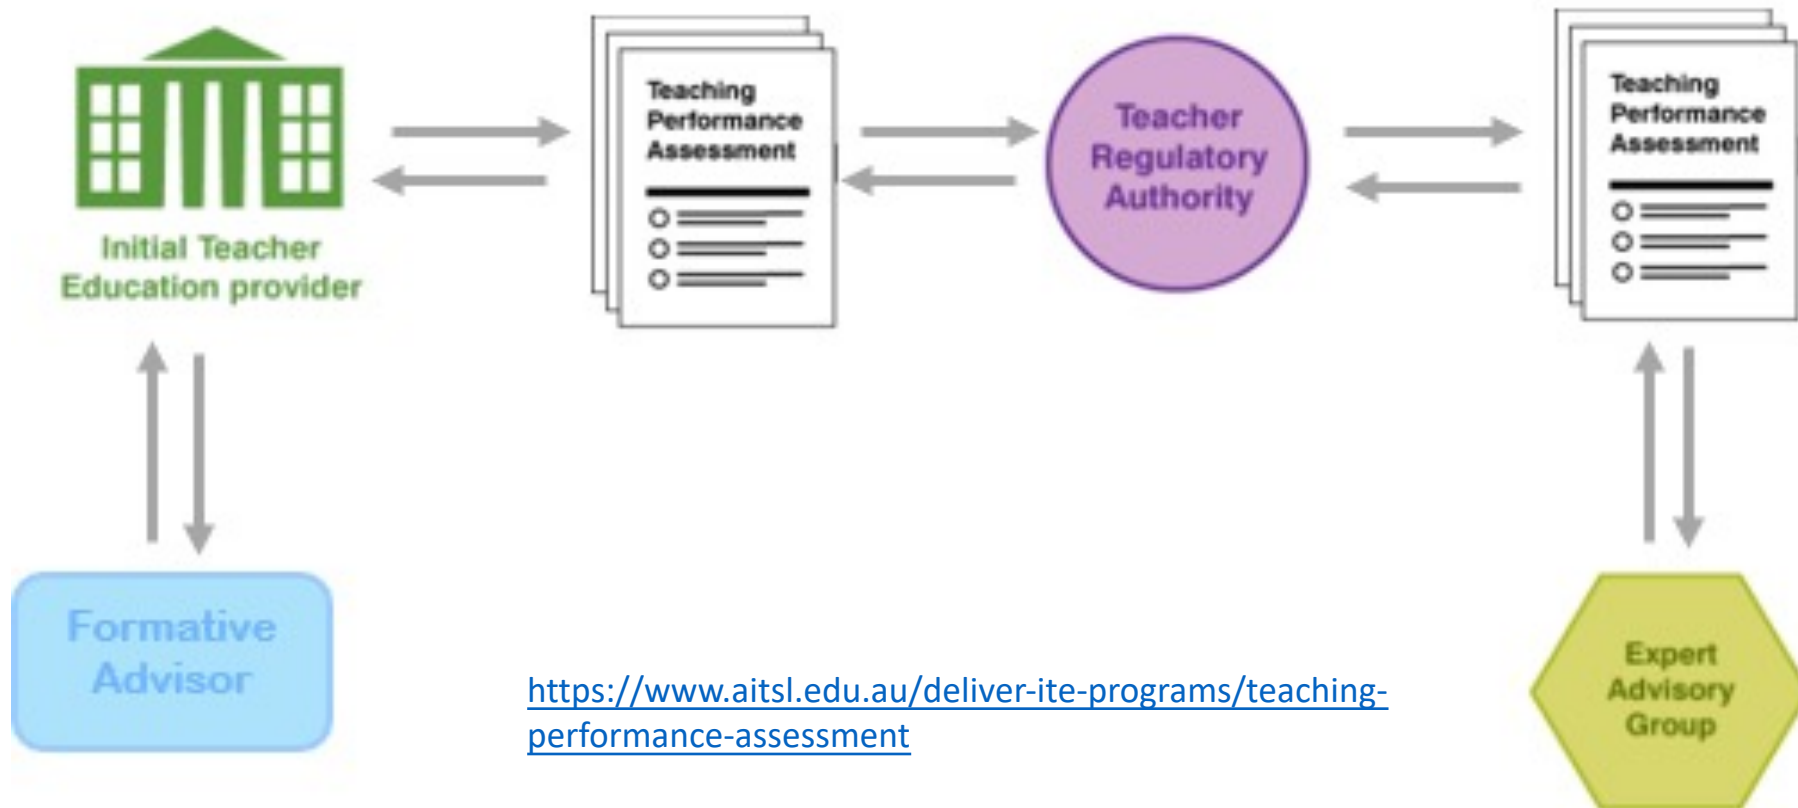 Teaching
Performance
Assessment
Teacher
Regulatory
Authority
Teaching
Performance
Assessment
Initial Teacher
Education provider
Formative
Advisor
https://www.aitsl.edu.au/deliver-ite-programs/teaching-
performance-assessment
Expert
Advisory
Group